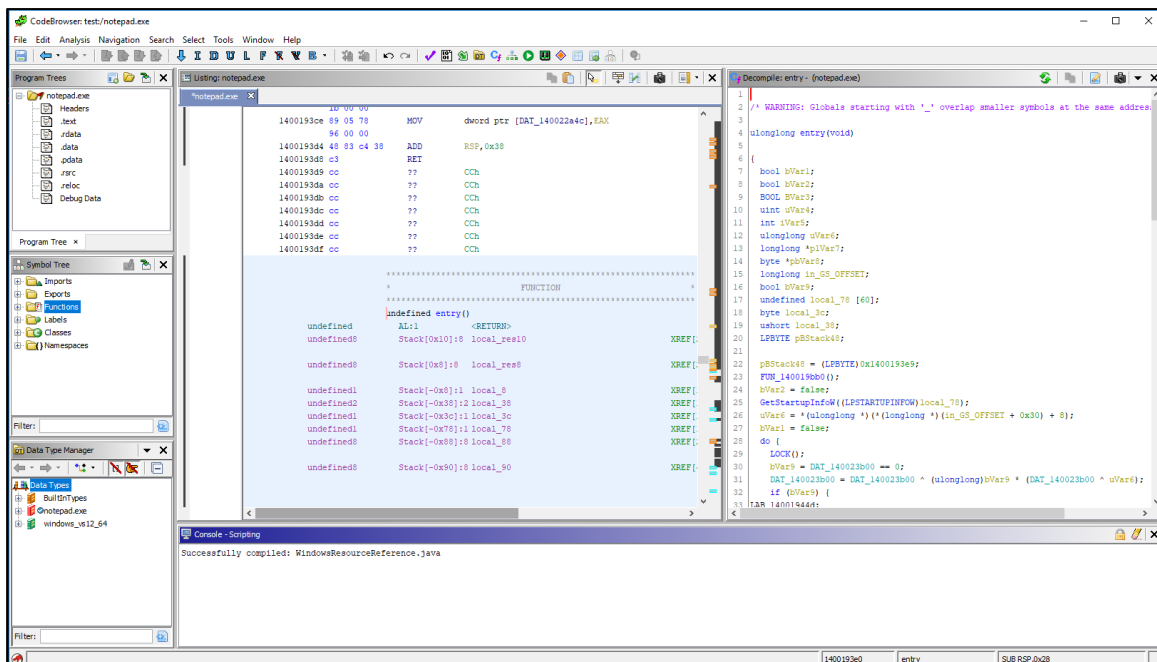 CodeBrowser: test:/notepad.exe
File Edit Analysis Navigation Search Select Tools Window Help
I D U L F B
Program Trees
notepad.exe
Headers
.text
.rdata
.data
.pdata
.rsrc
.reloc
Debug Data
Program Tree ×
Symbol Tree
Imports
Exports
Functions
Labels
Classes
Namespaces
Filter:
Data Type Manager
Data Types
BuiltInTypes
notepad.exe
windows_vs12_64
Filter:
Listing: notepad.exe
*notepad.exe
1b 00 00
1400193ce 89 05 78 MOV dword ptr [DAT_140022a4c],EAX
96 00 00
1400193d4 48 83 c4 38 ADD RSP,0x38
1400193d8 c3 RET
1400193d9 cc ?? CCh
1400193da cc ?? CCh
1400193db cc ?? CCh
1400193dc cc ?? CCh
1400193dd cc ?? CCh
1400193de cc ?? CCh
1400193df cc ?? CCh
* FUNCTION *
undefined entry()
undefined AL:1 <RETURN>
undefined8 Stack[0x10]:8 local_res10 XREF[
undefined8 Stack[0x8]:8 local_res8 XREF[
undefined1 Stack[-0x8]:1 local_8 XREF[
undefined2 Stack[-0x38]:2 local_38 XREF[
undefined1 Stack[-0x3c]:1 local_3c XREF[
undefined1 Stack[-0x78]:1 local_78 XREF[
undefined8 Stack[-0x88]:8 local_88 XREF[
undefined8 Stack[-0x90]:8 local_90 XREF[
Decompile: entry - (notepad.exe)
1
2 /* WARNING: Globals starting with '_' overlap smaller symbols at the same address
3
4 ulonglong entry(void)
5
6 {
7 bool bVar1;
8 bool bVar2;
9 BOOL BVar3;
10 uint uVar4;
11 int iVar5;
12 ulonglong uVar6;
13 longlong *plVar7;
14 byte *pbVar8;
15 longlong in_GS_OFFSET;
16 bool bVar9;
17 undefined local_78 [60];
18 byte local_3c;
19 ushort local_38;
20 LPBYTE pBStack48;
21
22 pBStack48 = (LPBYTE)0x1400193e9;
23 FUN_140019bb0();
24 bVar2 = false;
25 GetStartupInfoW((LPSTARTUPINFOW)local_78);
26 uVar6 = *(ulonglong *)(*(longlong *)(in_GS_OFFSET + 0x30) + 8);
27 bVar1 = false;
28 do {
29 LOCK();
30 bVar9 = DAT_140023b00 == 0;
31 DAT_140023b00 = DAT_140023b00 ^ (ulonglong)bVar9 * (DAT_140023b00 ^ uVar6);
32 if (bVar9) {
33 LAB_14001944d:
Console - Scripting
Successfully compiled: WindowsResourceReference.java
1400193e0 entry SUB RSP,0x28